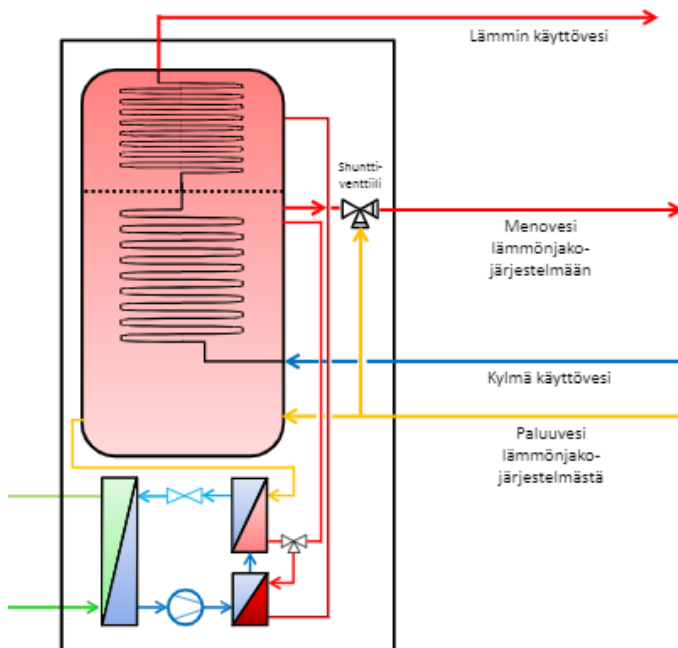 Lämmin käyttövesi
Shuntti-
venttiili
Menovesi
lämmönjako-
järjestelmään
Kylmä käyttövesi
Paluuvesi
lämmönjako-
järjestelmästä